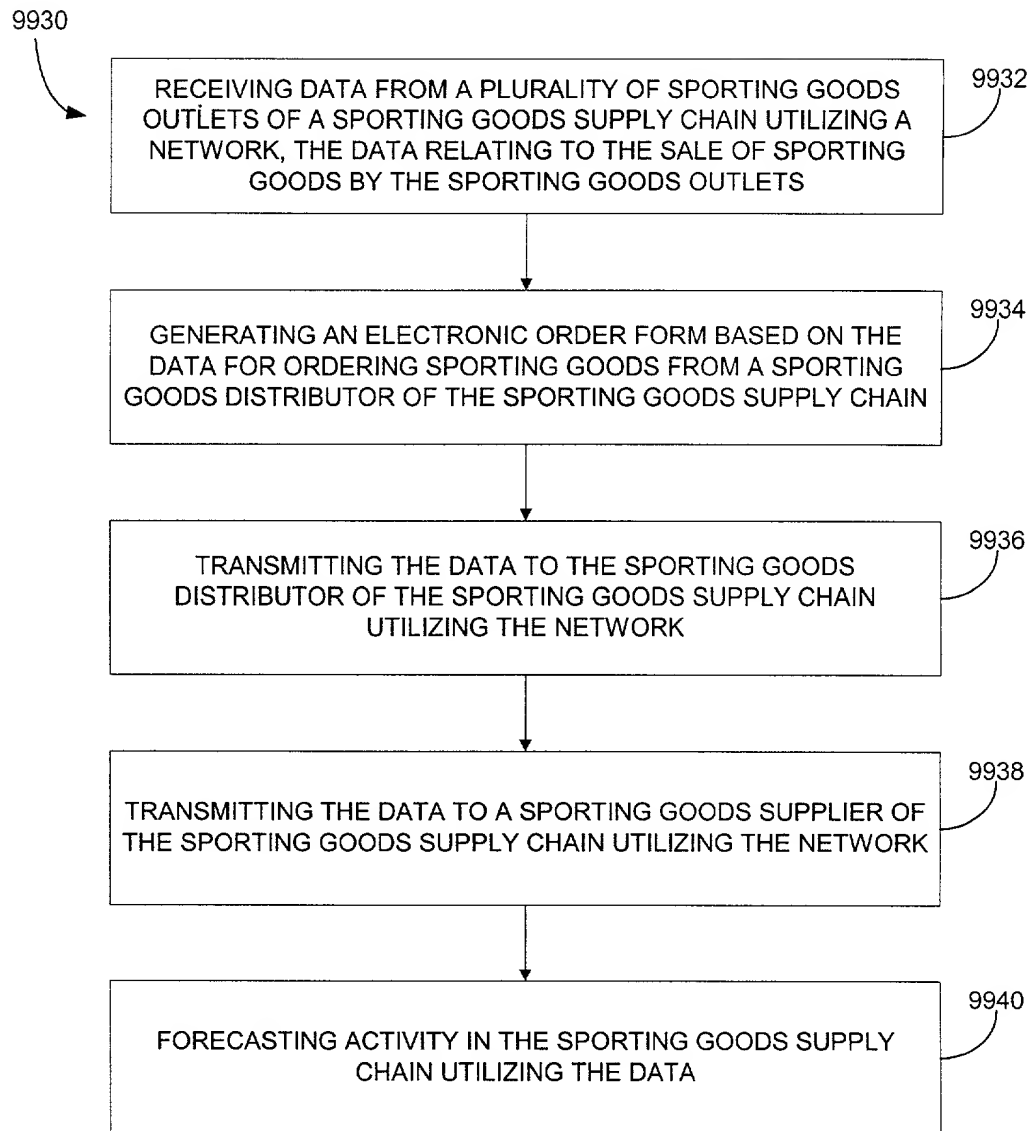 9930
9932
RECEIVING DATA FROM A PLURALITY OF SPORTING GOODS
OUTLETS OF A SPORTING GOODS SUPPLY CHAIN UTILIZING A
NETWORK, THE DATA RELATING TO THE SALE OF SPORTING
GOODS BY THE SPORTING GOODS OUTLETS
9934
GENERATING AN ELECTRONIC ORDER FORM BASED ON THE
DATA FOR ORDERING SPORTING GOODS FROM A SPORTING
GOODS DISTRIBUTOR OF THE SPORTING GOODS SUPPLY CHAIN
9936
TRANSMITTING THE DATA TO THE SPORTING GOODS
DISTRIBUTOR OF THE SPORTING GOODS SUPPLY CHAIN
UTILIZING THE NETWORK
9938
TRANSMITTING THE DATA TO A SPORTING GOODS SUPPLIER OF
THE SPORTING GOODS SUPPLY CHAIN UTILIZING THE NETWORK
9940
FORECASTING ACTIVITY IN THE SPORTING GOODS SUPPLY
CHAIN UTILIZING THE DATA